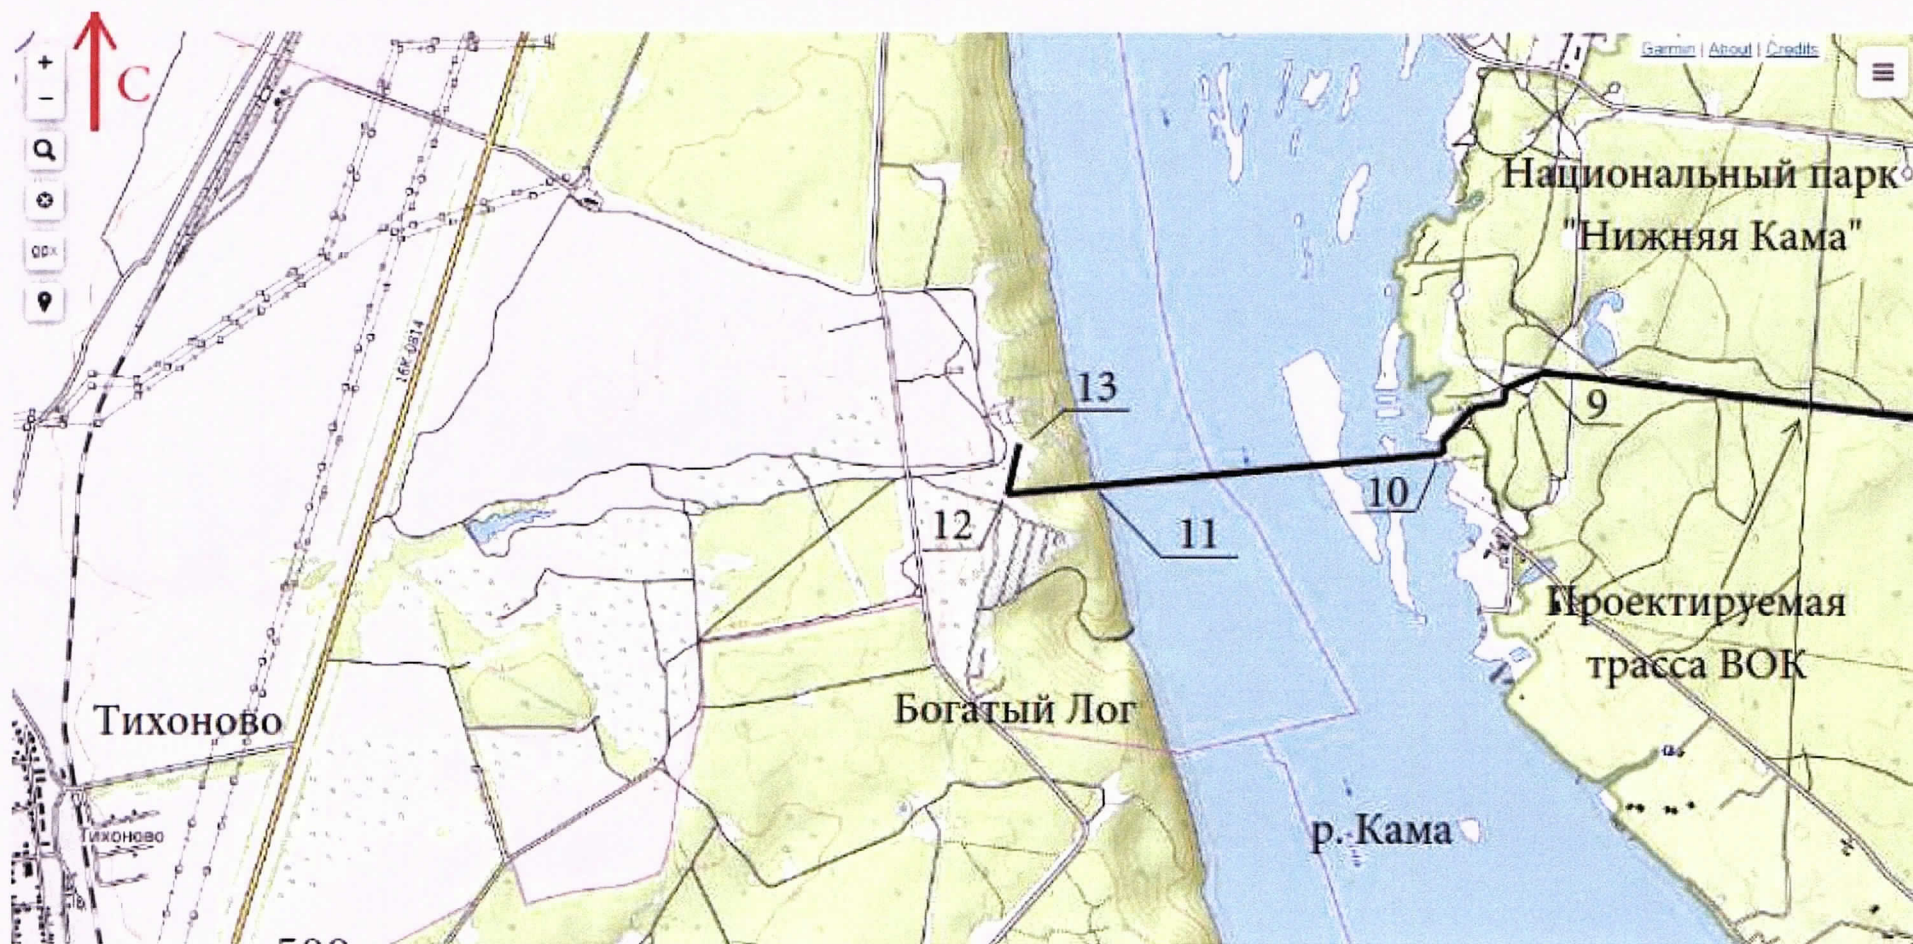 С
Garmin | About | Credits
gpx
Национальный парк
"Нижняя Кама"
16К-0814
13
9
10
12
11
Проектируемая
трасса ВОК
Богатый Лог
Тихоново
р. Кама
Тихоново